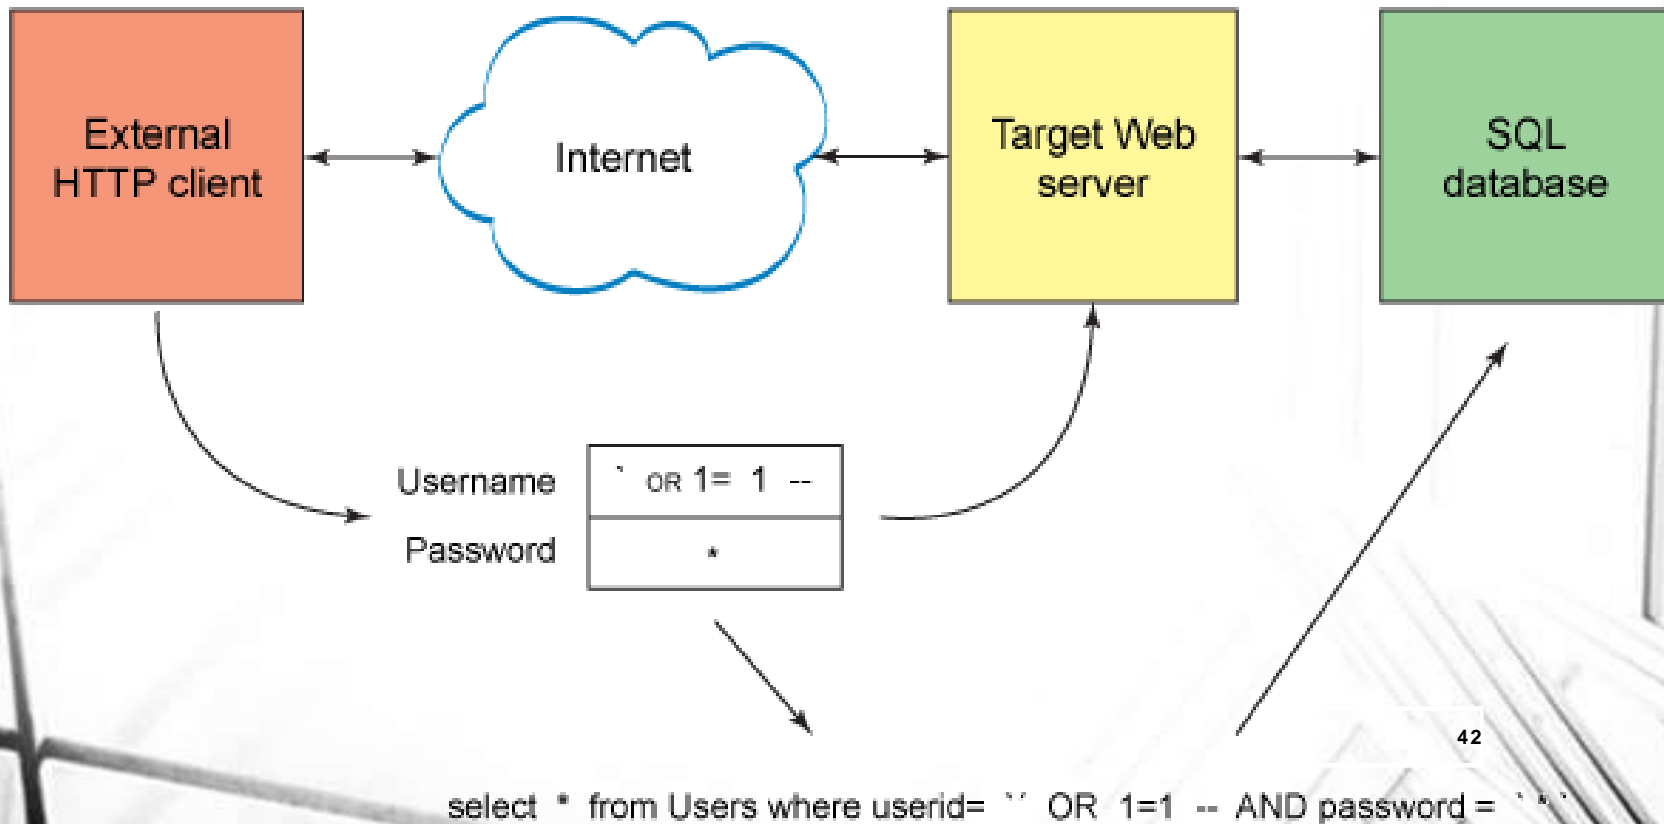 External
HTTP client
Internet
Target Web
server
SQL
database
Username
` OR 1= 1 --
Password
*
42
select * from Users where userid= `` OR 1=1 -- AND password = `*`